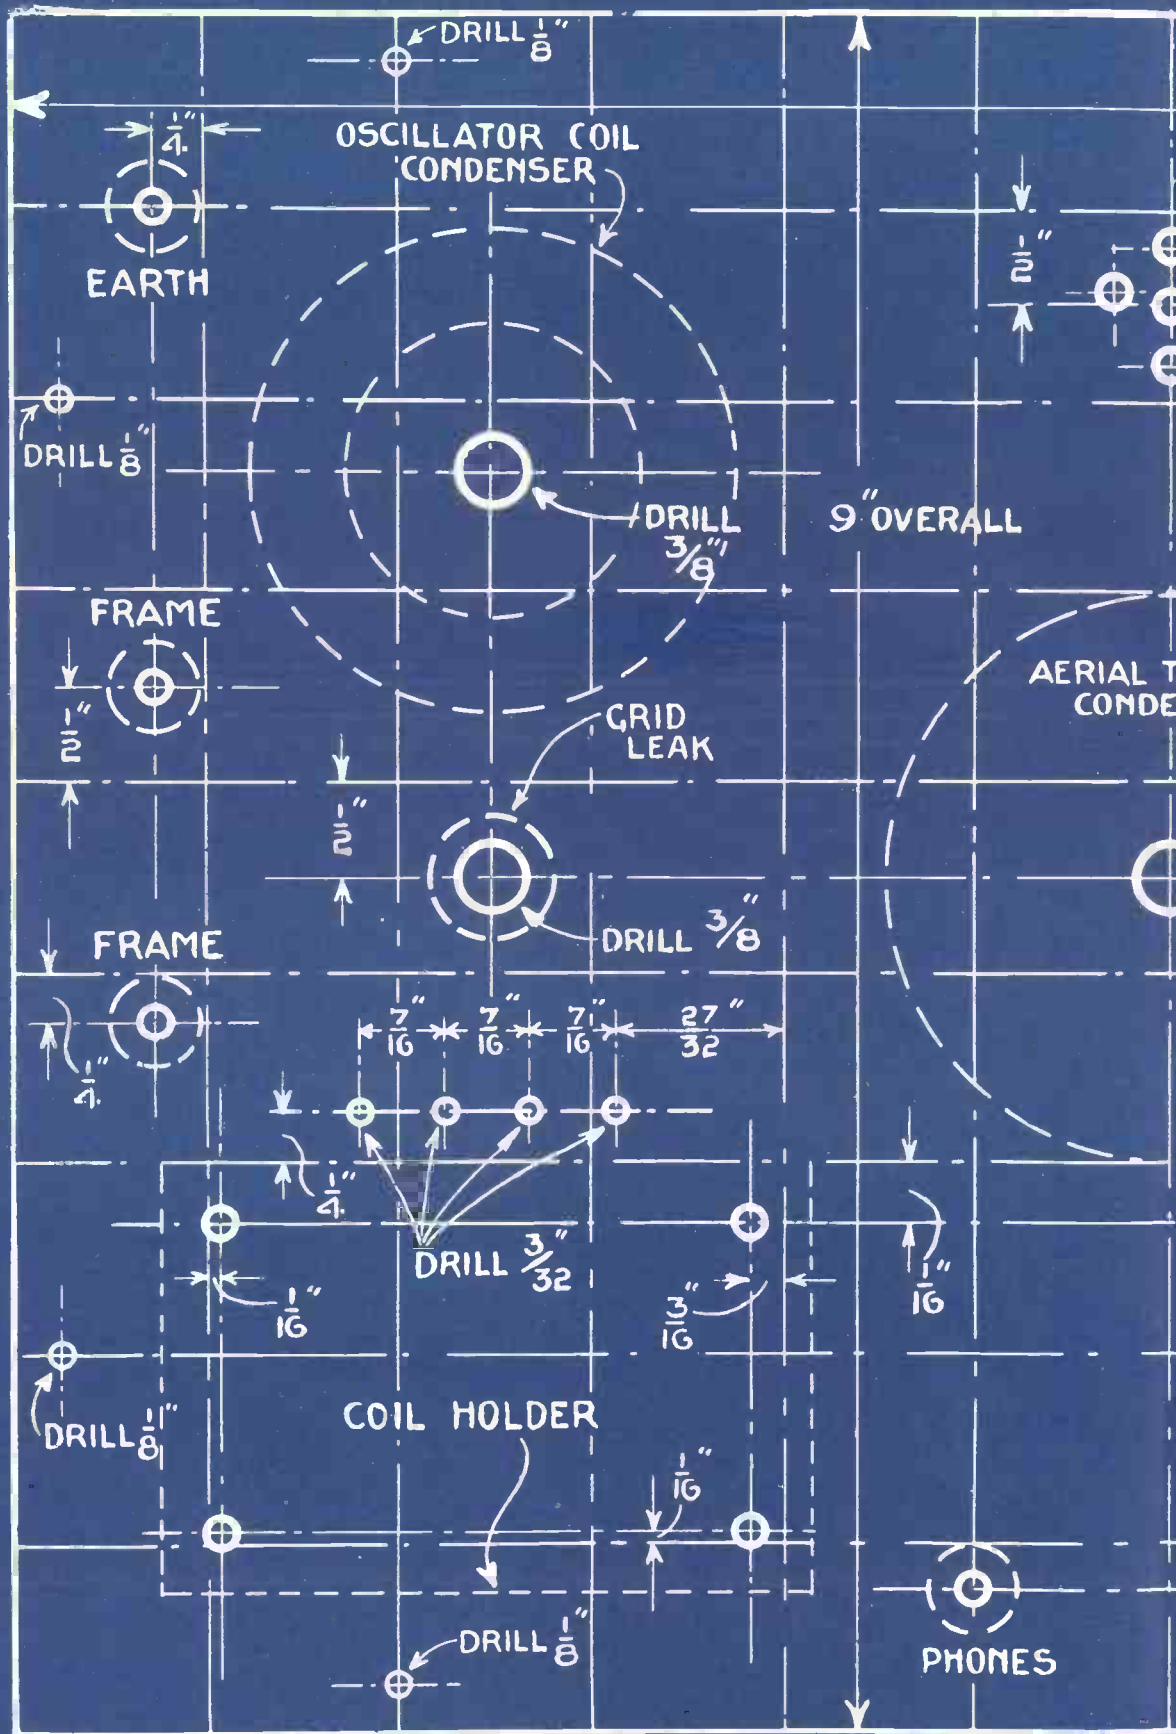 DRILL 1/8"
1/4."
OSCILLATOR COIL
CONDENSER
EARTH
1/2"
DRILL 1/8"
DRILL
3/8"
9" OVERALL
FRAME
1/2"
AERIAL T
CONDE
GRID
LEAK
1/2"
DRILL 3/8"
FRAME
1/4."
7/16" 7/16" 7/16" 27/32"
1/4."
DRILL 3/32"
1/16"
3/16"
1/16"
COIL HOLDER
DRILL 1/8"
1/16"
DRILL 1/8"
PHONES